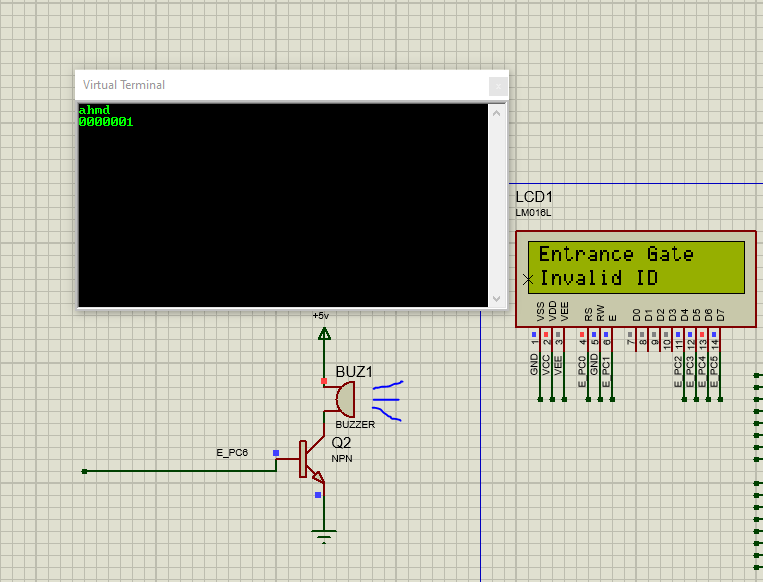 Virtual Terminal
ahmd
0000001
LCD1
LM016L
Entrance Gate
Invalid ID
VSS
VDD
VEE
RS
RW
E
D0
D1
D2
D3
D4
D5
D6
D7
1
2
3
4
5
6
7
8
9
10
11
12
13
14
GND
VCC
VEE
E_PC0
GND
E_PC1
E_PC2
E_PC3
E_PC4
E_PC5
+5v
BUZ1
BUZZER
Q2
NPN
E_PC6